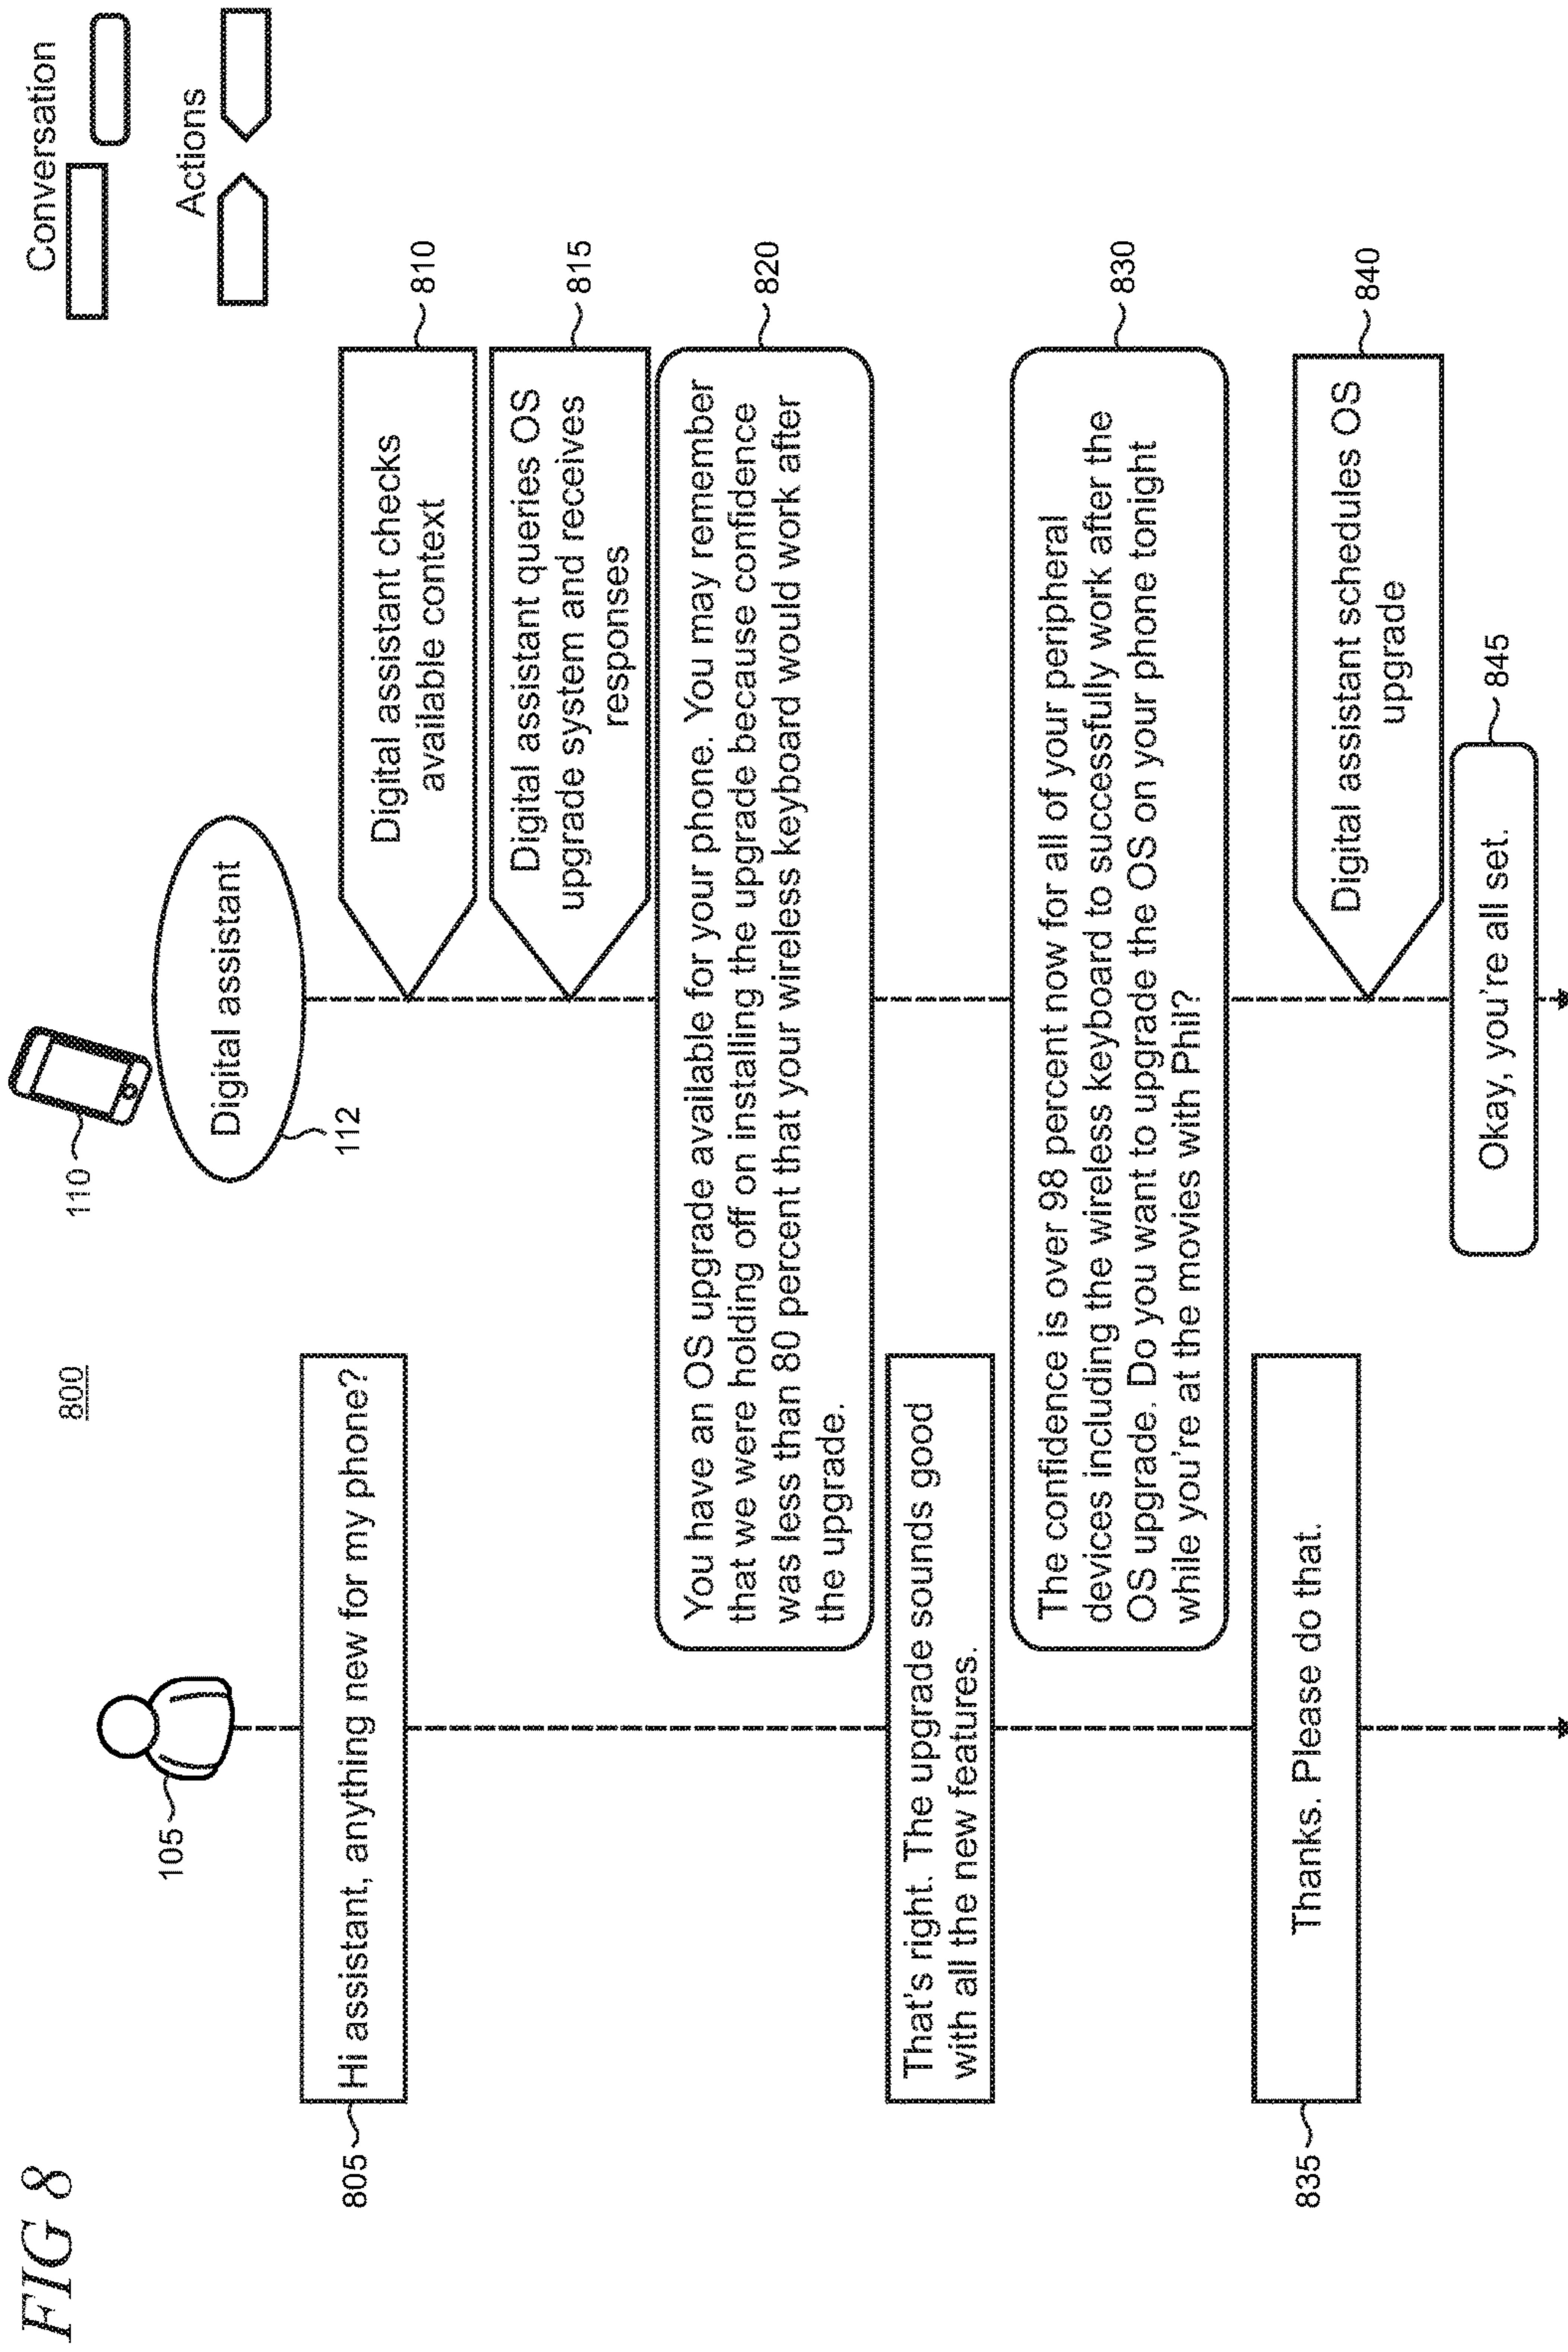 FIG 8
800
110
Conversation
Actions
105
Digital assistant
112
805
Hi assistant, anything new for my phone?
Digital assistant checks
available context
810
Digital assistant queries OS
upgrade system and receives
responses
815
You have an OS upgrade available for your phone. You may remember
that we were holding off on installing the upgrade because confidence
was less than 80 percent that your wireless keyboard would work after
the upgrade.
820
That's right. The upgrade sounds good
with all the new features.
The confidence is over 98 percent now for all of your peripheral
devices including the wireless keyboard to successfully work after the
OS upgrade. Do you want to upgrade the OS on your phone tonight
while you're at the movies with Phil?
830
835
Thanks. Please do that.
Digital assistant schedules OS
upgrade
840
Okay, you're all set.
845